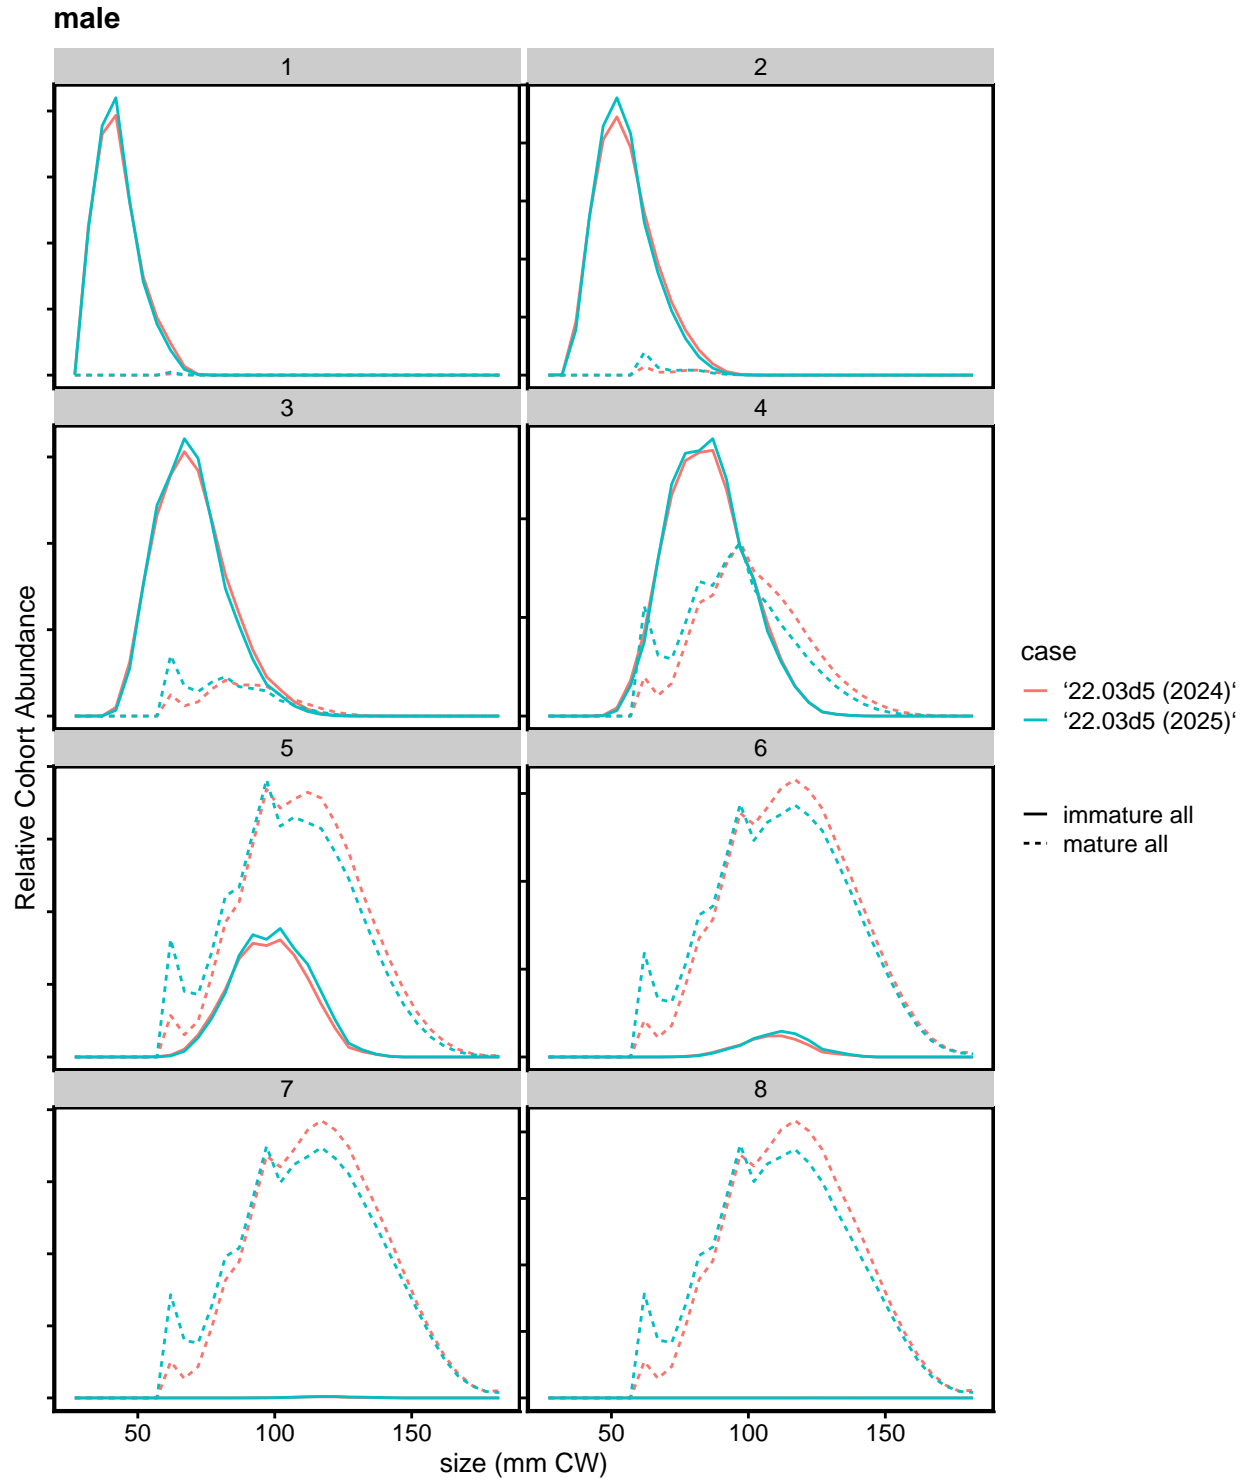 male
1
2
3
4
5
6
7
8
Relative Cohort Abundance
50
100
150
50
100
150
size (mm CW)
case
‘22.03d5 (2024)‘
‘22.03d5 (2025)‘
immature all
mature all